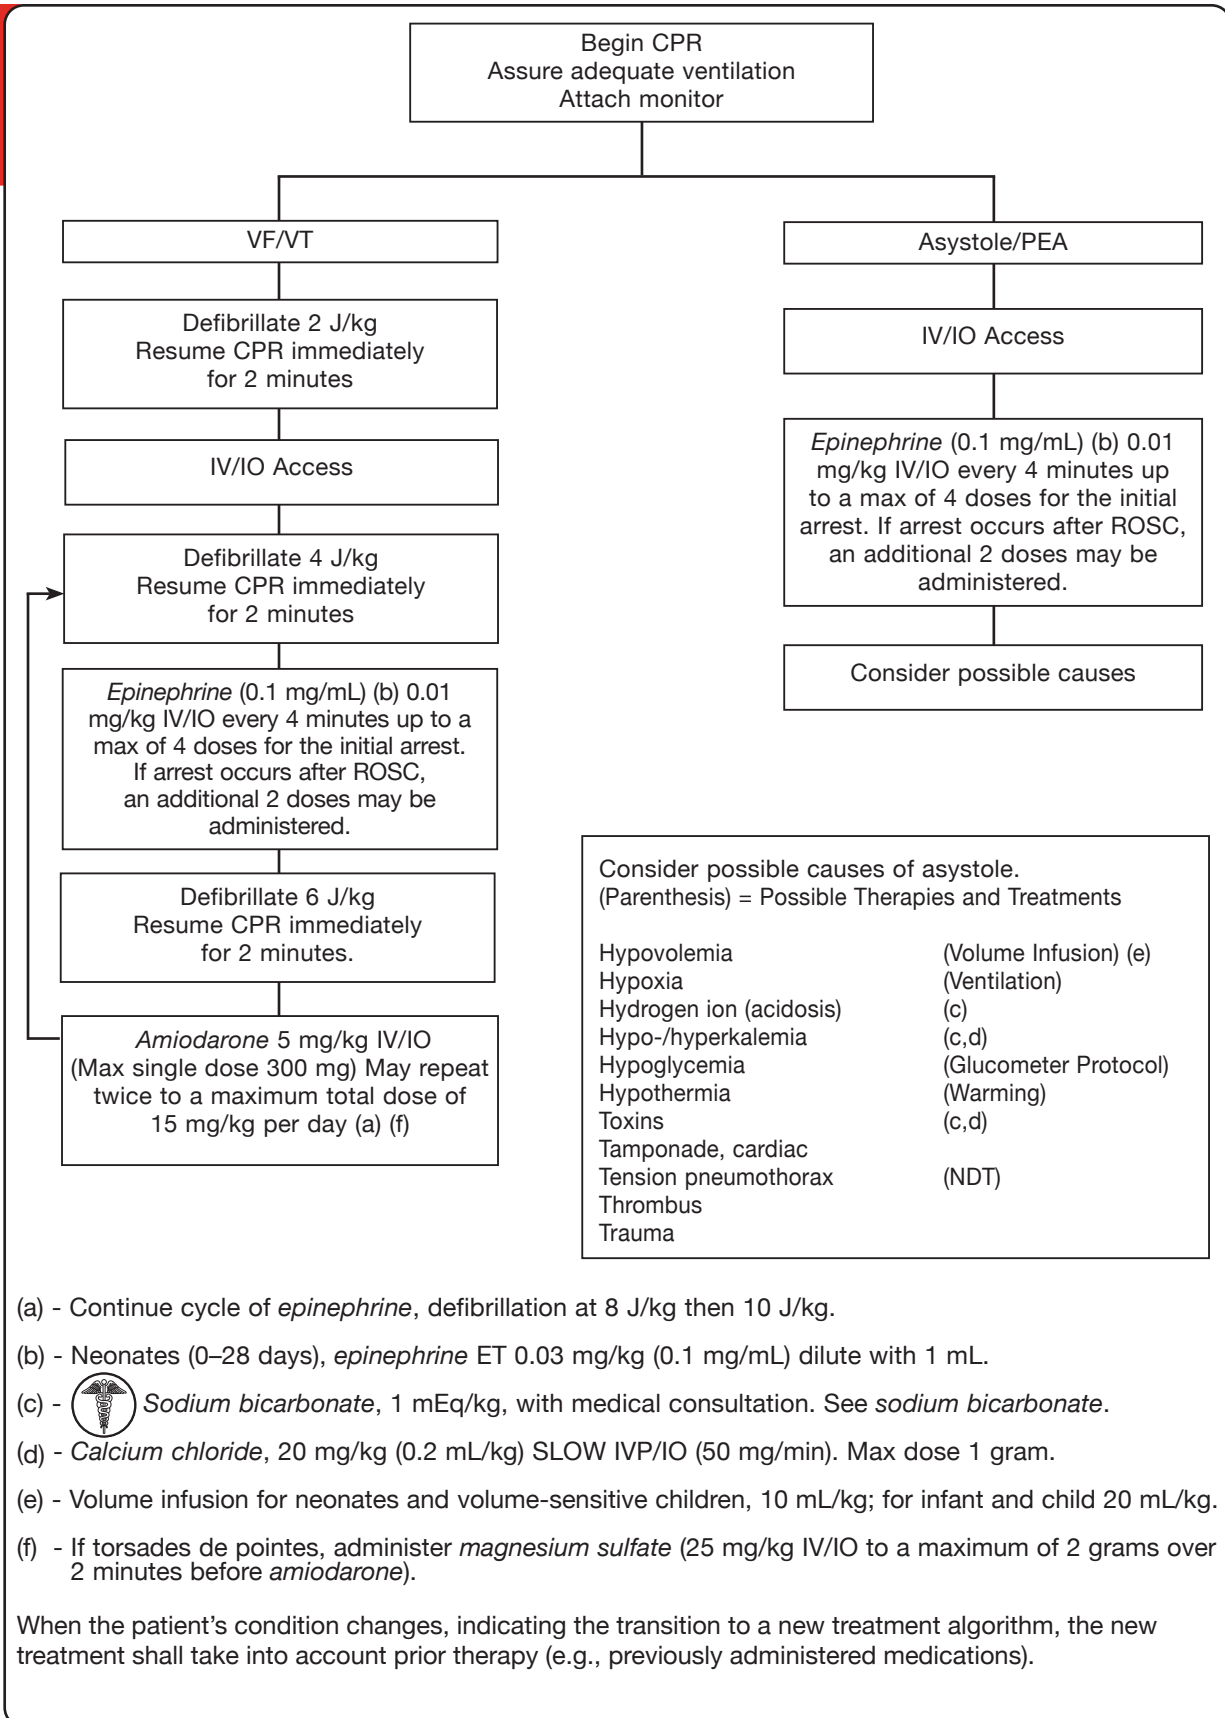 Begin CPR
Assure adequate ventilation
Attach monitor
VF/VT
Defibrillate 2 J/kg
Resume CPR immediately
for 2 minutes
IV/IO Access
Defibrillate 4 J/kg
Resume CPR immediately
for 2 minutes
Epinephrine (0.1 mg/mL) (b) 0.01
mg/kg IV/IO every 4 minutes up to a
max of 4 doses for the initial arrest.
If arrest occurs after ROSC,
an additional 2 doses may be
administered.
Defibrillate 6 J/kg
Resume CPR immediately
for 2 minutes.
Amiodarone 5 mg/kg IV/IO
(Max single dose 300 mg) May repeat
twice to a maximum total dose of
15 mg/kg per day (a) (f)
Asystole/PEA
IV/IO Access
Epinephrine (0.1 mg/mL) (b) 0.01
mg/kg IV/IO every 4 minutes up
to a max of 4 doses for the initial
arrest. If arrest occurs after ROSC,
an additional 2 doses may be
administered.
Consider possible causes
Consider possible causes of asystole.
(Parenthesis) = Possible Therapies and Treatments
Hypovolemia (Volume Infusion) (e)
Hypoxia (Ventilation)
Hydrogen ion (acidosis) (c)
Hypo-/hyperkalemia (c,d)
Hypoglycemia (Glucometer Protocol)
Hypothermia (Warming)
Toxins (c,d)
Tamponade, cardiac
Tension pneumothorax (NDT)
Thrombus
Trauma
(a) - Continue cycle of epinephrine, defibrillation at 8 J/kg then 10 J/kg.
(b) - Neonates (0–28 days), epinephrine ET 0.03 mg/kg (0.1 mg/mL) dilute with 1 mL.
(c) - Sodium bicarbonate, 1 mEq/kg, with medical consultation. See sodium bicarbonate.
(d) - Calcium chloride, 20 mg/kg (0.2 mL/kg) SLOW IVP/IO (50 mg/min). Max dose 1 gram.
(e) - Volume infusion for neonates and volume-sensitive children, 10 mL/kg; for infant and child 20 mL/kg.
(f) - If torsades de pointes, administer magnesium sulfate (25 mg/kg IV/IO to a maximum of 2 grams over
2 minutes before amiodarone).
When the patient's condition changes, indicating the transition to a new treatment algorithm, the new
treatment shall take into account prior therapy (e.g., previously administered medications).